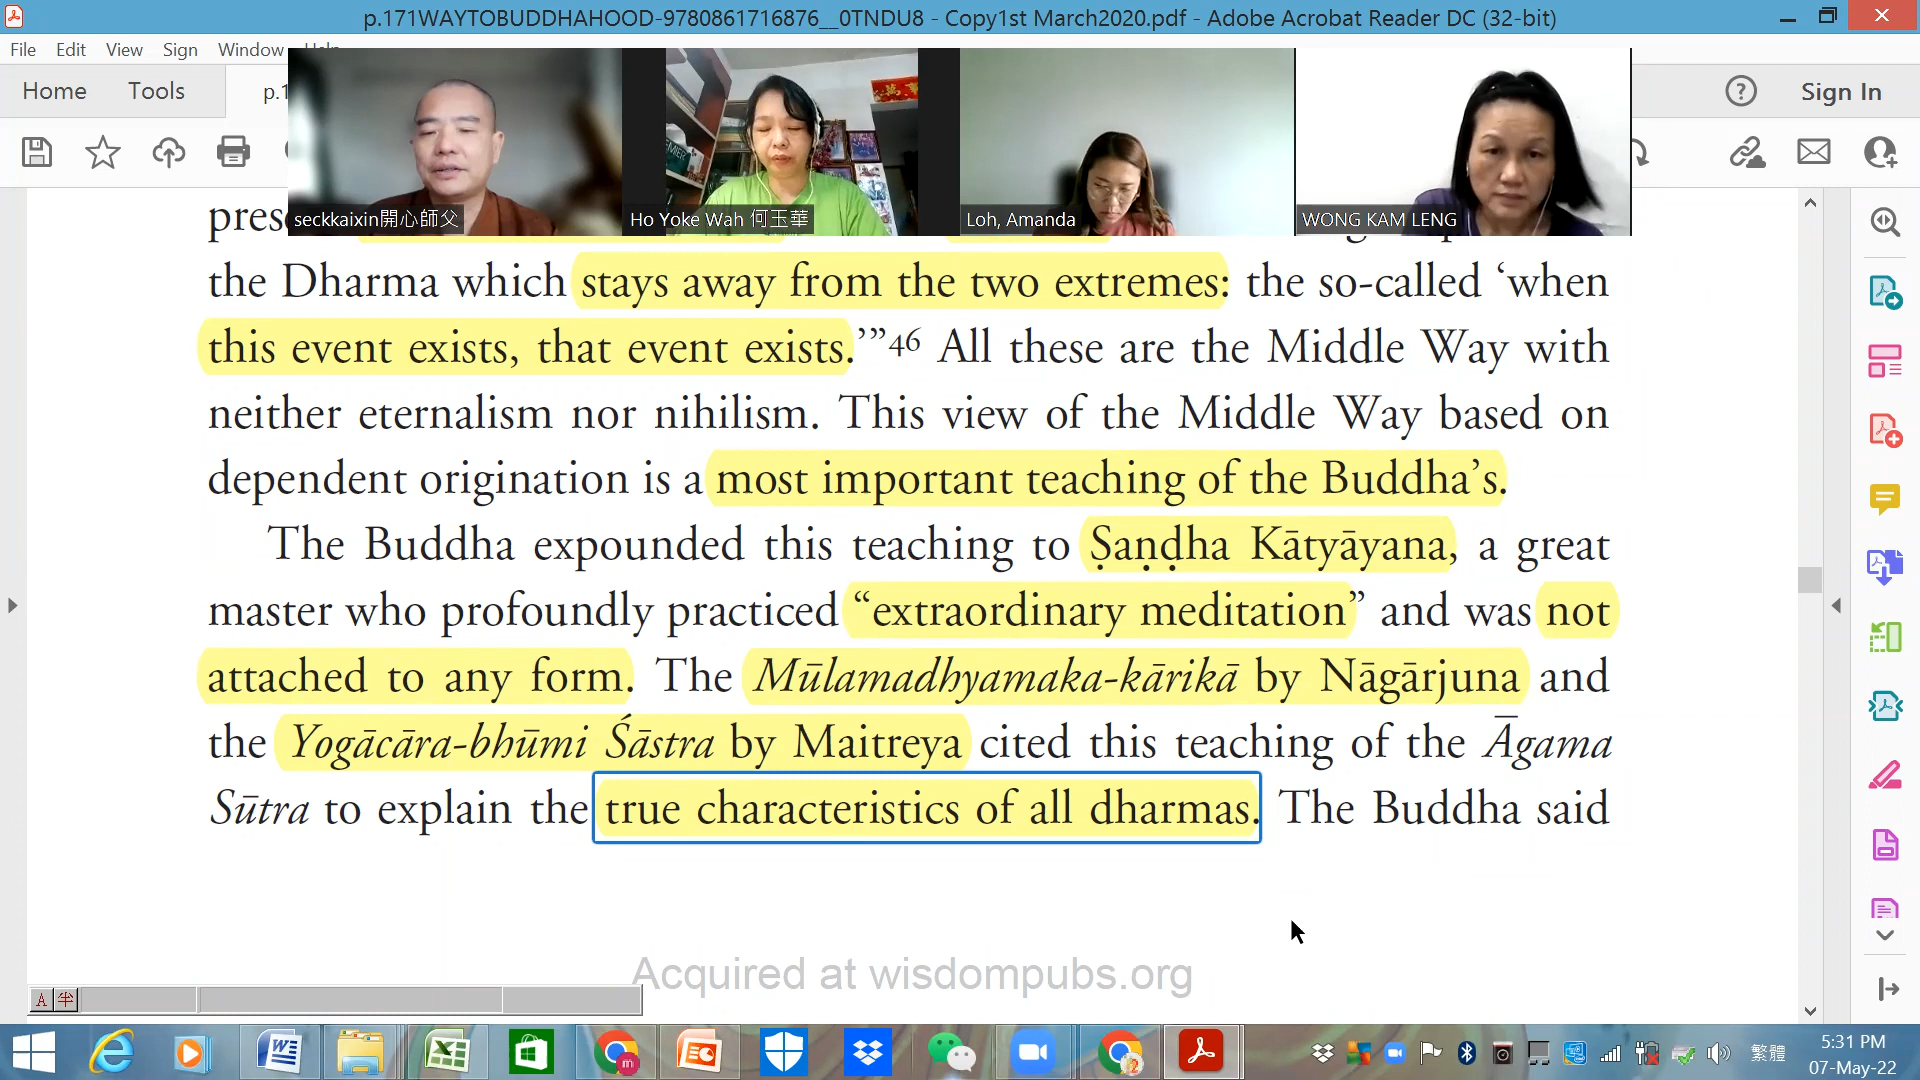 p.171WAYTOBUDDHAHOOD-9780861716876__0TNDU8 - Copy1st March2020.pdf - Adobe Acrobat Reader DC (32-bit)
File Edit View Sign Window Help
Home Tools p.1
Sign In
seckkaixin開心師父
Ho Yoke Wah 何玉華
Loh, Amanda
WONG KAM LENG
prese
the Dharma which stays away from the two extremes: the so-called ‘when
this event exists, that event exists.’”46 All these are the Middle Way with
neither eternalism nor nihilism. This view of the Middle Way based on
dependent origination is a most important teaching of the Buddha’s.
The Buddha expounded this teaching to Ṣaṇḍha Kātyāyana, a great
master who profoundly practiced “extraordinary meditation” and was not
attached to any form. The Mūlamadhyamaka-kārikā by Nāgārjuna and
the Yogācāra-bhūmi Śāstra by Maitreya cited this teaching of the Āgama
Sūtra to explain the true characteristics of all dharmas. The Buddha said
Acquired at wisdompubs.org
A 半
繁體
5:31 PM
07-May-22